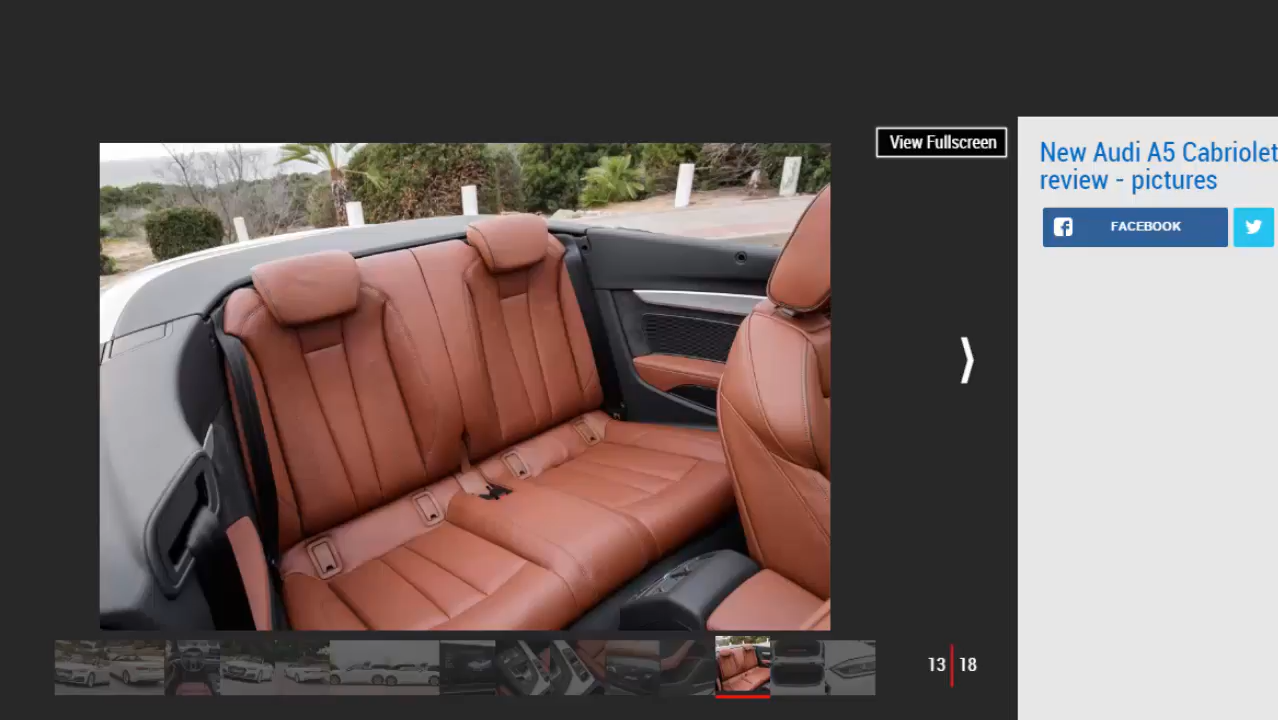 View Fullscreen
New Audi A5 Cabriolet
review - pictures
FACEBOOK
13 18